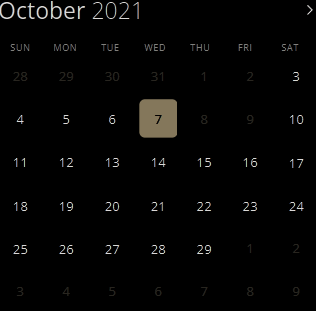 October 2021
SUN MON TUE WED THU FRI SAT
28 29 30 31 1 2 3
4 5 6 7 8 9 10
11 12 13 14 15 16 17
18 19 20 21 22 23 24
25 26 27 28 29 1 2
3 4 5 6 7 8 9